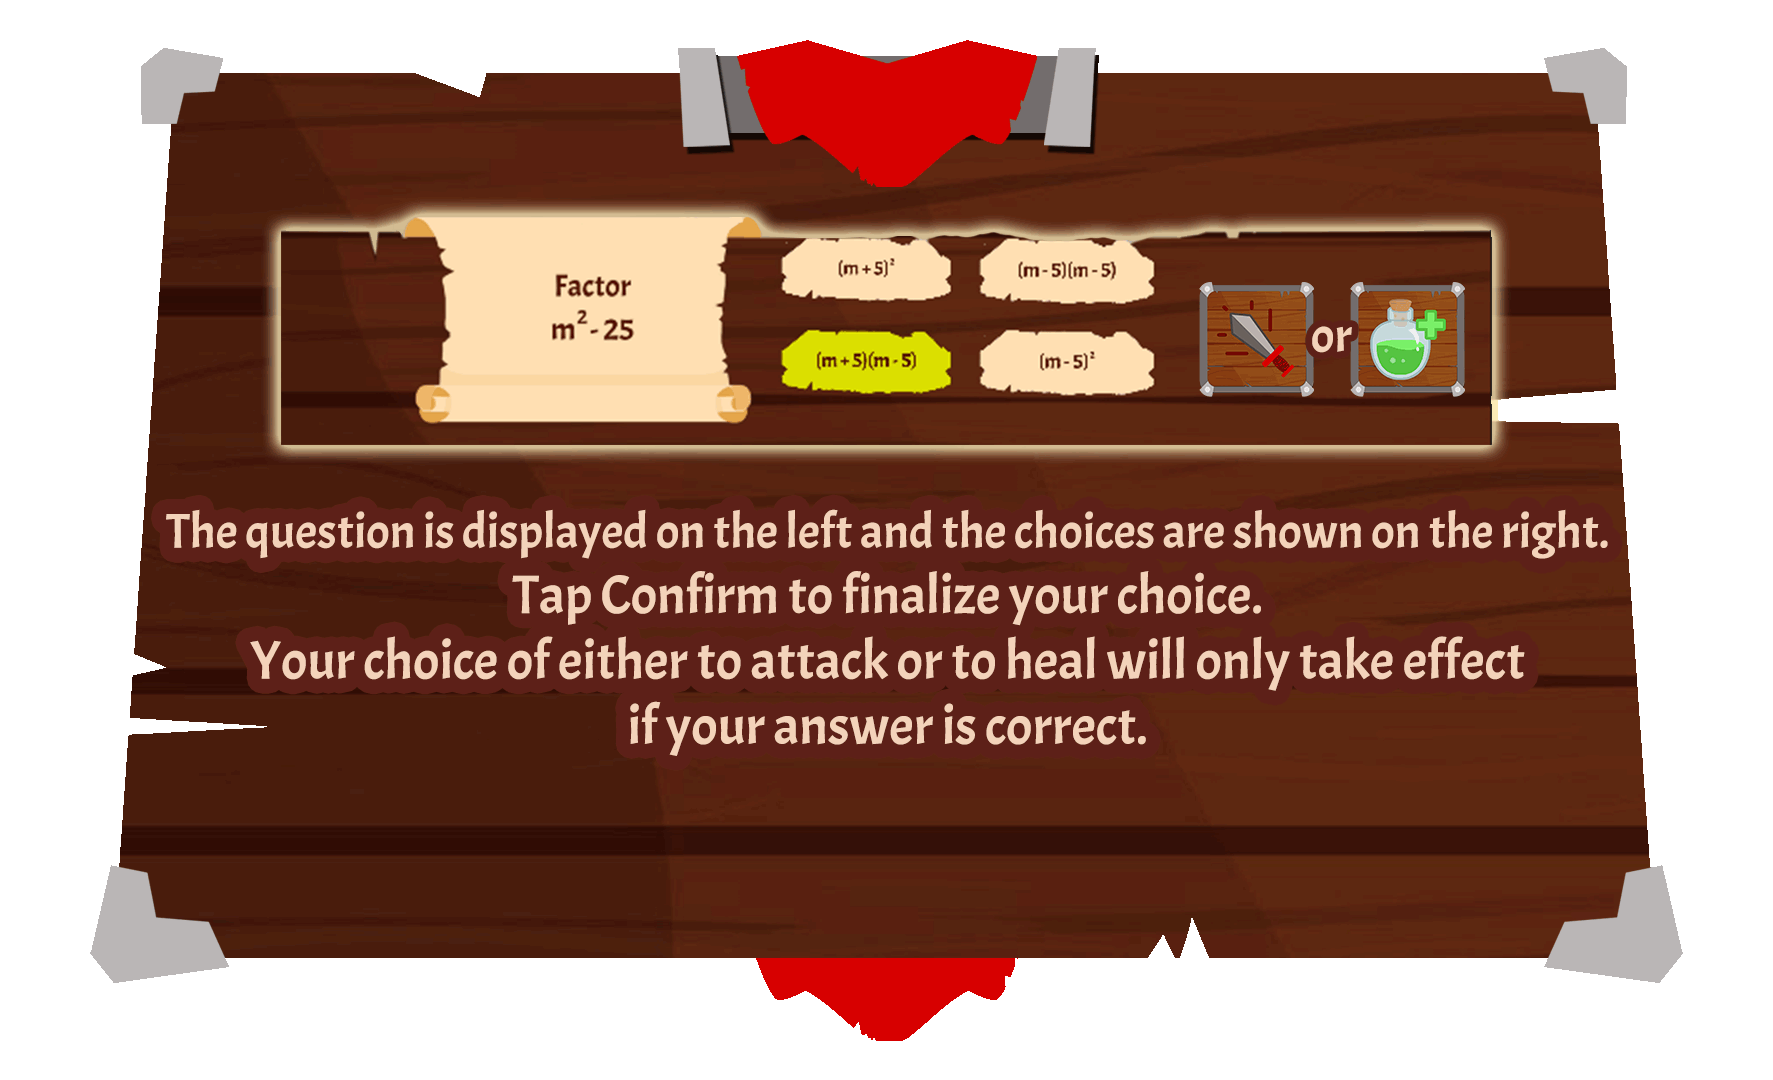 Factor
m² - 25
(m + 5)²
(m - 5)(m - 5)
(m + 5)(m - 5)
(m - 5)²
or
The question is displayed on the left and the choices are shown on the right.
Tap Confirm to finalize your choice.
Your choice of either to attack or to heal will only take effect
if your answer is correct.